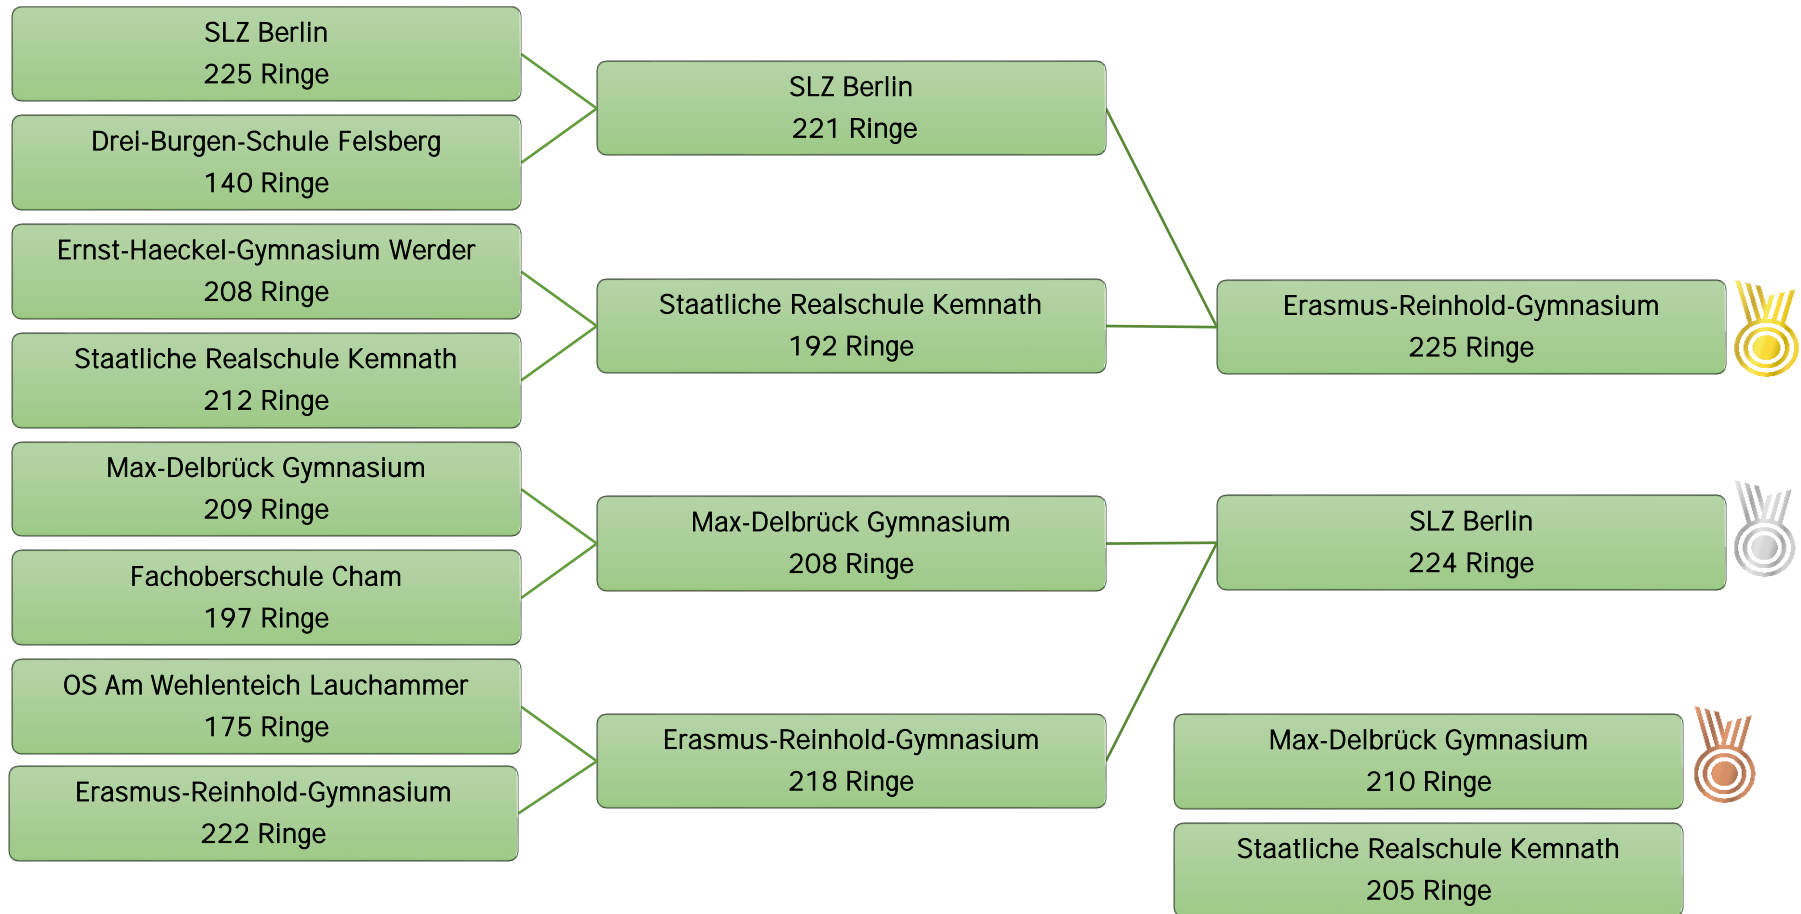 SLZ Berlin
225 Ringe
Drei-Burgen-Schule Felsberg
140 Ringe
Ernst-Haeckel-Gymnasium Werder
208 Ringe
Staatliche Realschule Kemnath
212 Ringe
Max-Delbrück Gymnasium
209 Ringe
Fachoberschule Cham
197 Ringe
OS Am Wehlenteich Lauchammer
175 Ringe
Erasmus-Reinhold-Gymnasium
222 Ringe
SLZ Berlin
221 Ringe
Staatliche Realschule Kemnath
192 Ringe
Max-Delbrück Gymnasium
208 Ringe
Erasmus-Reinhold-Gymnasium
218 Ringe
Erasmus-Reinhold-Gymnasium
225 Ringe
SLZ Berlin
224 Ringe
Max-Delbrück Gymnasium
210 Ringe
Staatliche Realschule Kemnath
205 Ringe